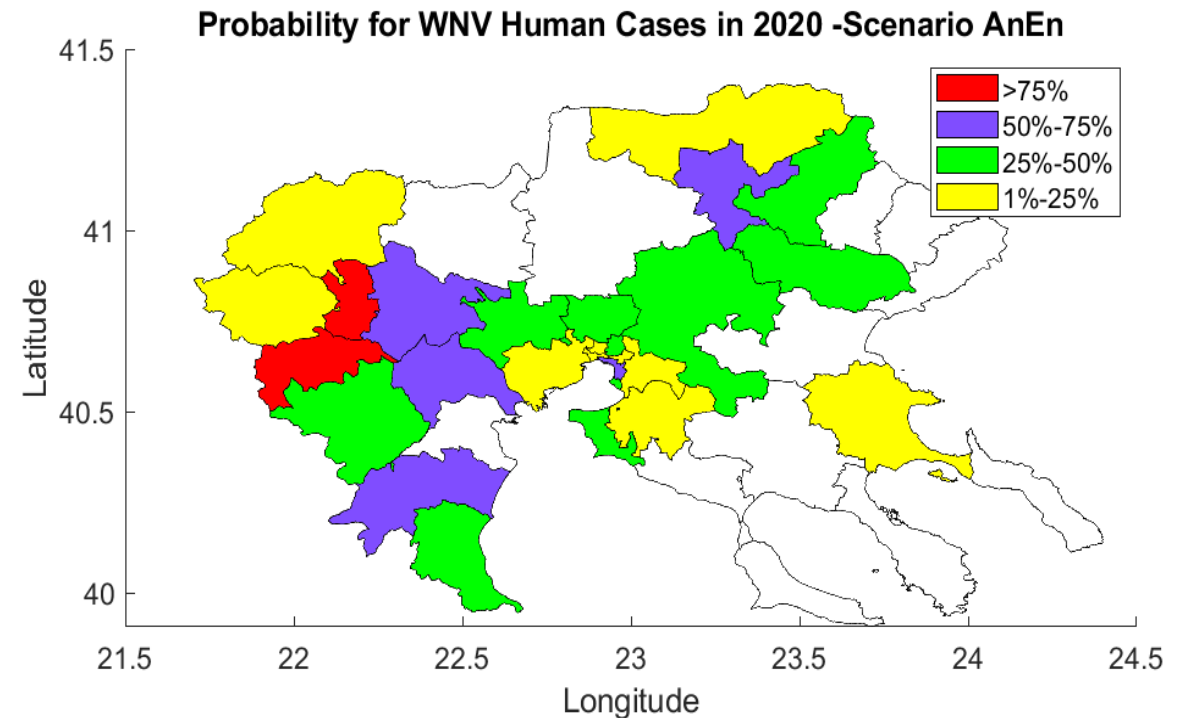 Probability for WNV Human Cases in 2020 -Scenario AnEn
41.5
41
40.5
40
Latitude
>75%
50%-75%
25%-50%
1%-25%
21.5 22 22.5 23 23.5 24 24.5
Longitude